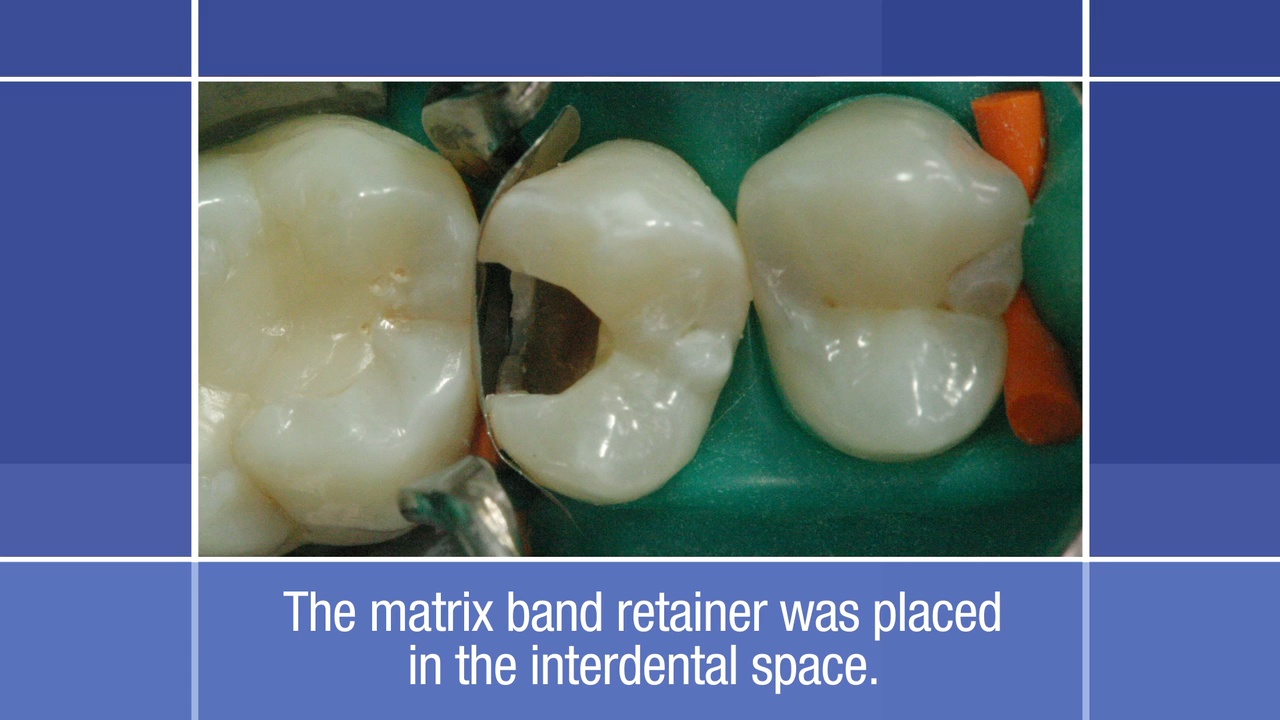 The matrix band retainer was placed
in the interdental space.